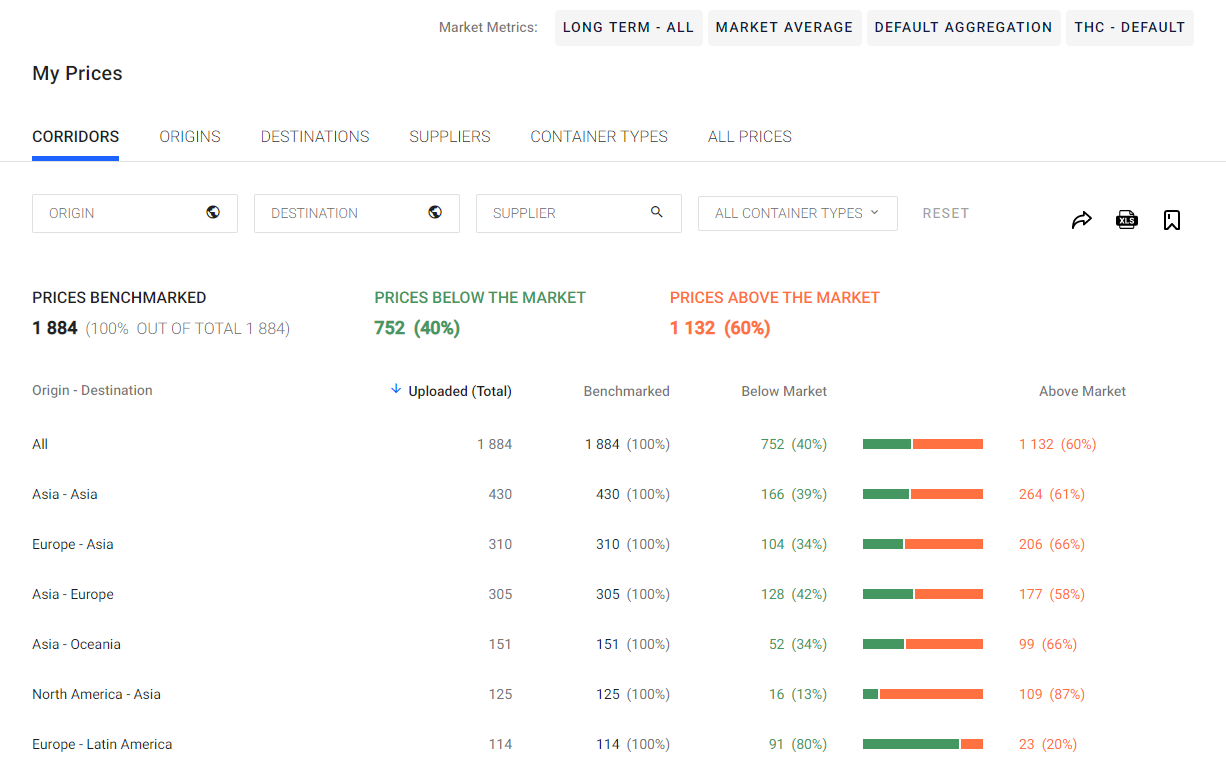 Market Metrics: LONG TERM - ALL MARKET AVERAGE DEFAULT AGGREGATION THC - DEFAULT
My Prices
CORRIDORS ORIGINS DESTINATIONS SUPPLIERS CONTAINER TYPES ALL PRICES
ORIGIN DESTINATION SUPPLIER ALL CONTAINER TYPES RESET XLS
PRICES BENCHMARKED PRICES BELOW THE MARKET PRICES ABOVE THE MARKET
1 884 (100% OUT OF TOTAL 1 884) 752 (40%) 1 132 (60%)
Origin - Destination Uploaded (Total) Benchmarked Below Market Above Market
All 1 884 1 884 (100%) 752 (40%) 1 132 (60%)
Asia - Asia 430 430 (100%) 166 (39%) 264 (61%)
Europe - Asia 310 310 (100%) 104 (34%) 206 (66%)
Asia - Europe 305 305 (100%) 128 (42%) 177 (58%)
Asia - Oceania 151 151 (100%) 52 (34%) 99 (66%)
North America - Asia 125 125 (100%) 16 (13%) 109 (87%)
Europe - Latin America 114 114 (100%) 91 (80%) 23 (20%)